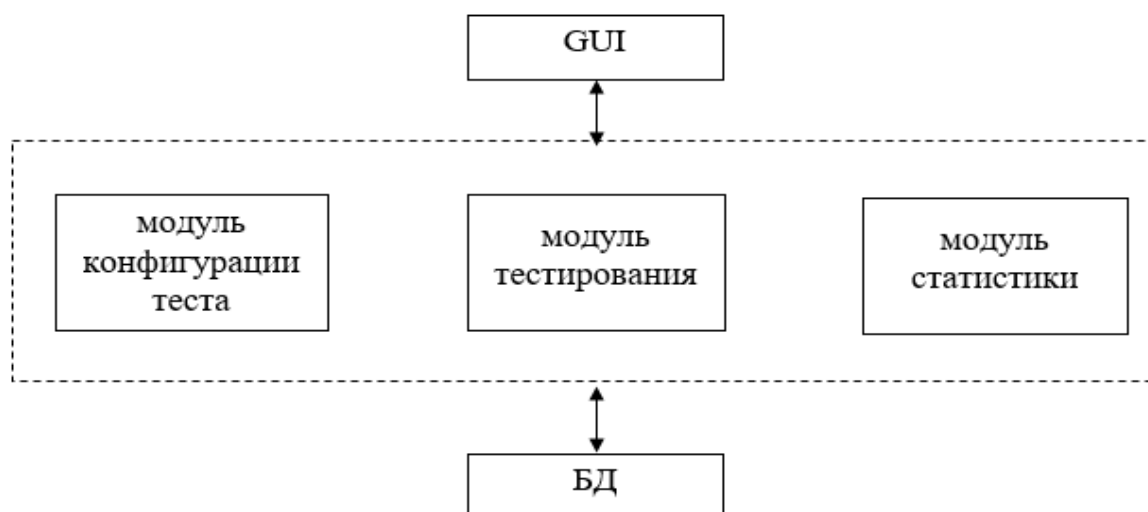 GUI
модуль
конфигурации
теста
модуль
тестирования
модуль
статистики
БД